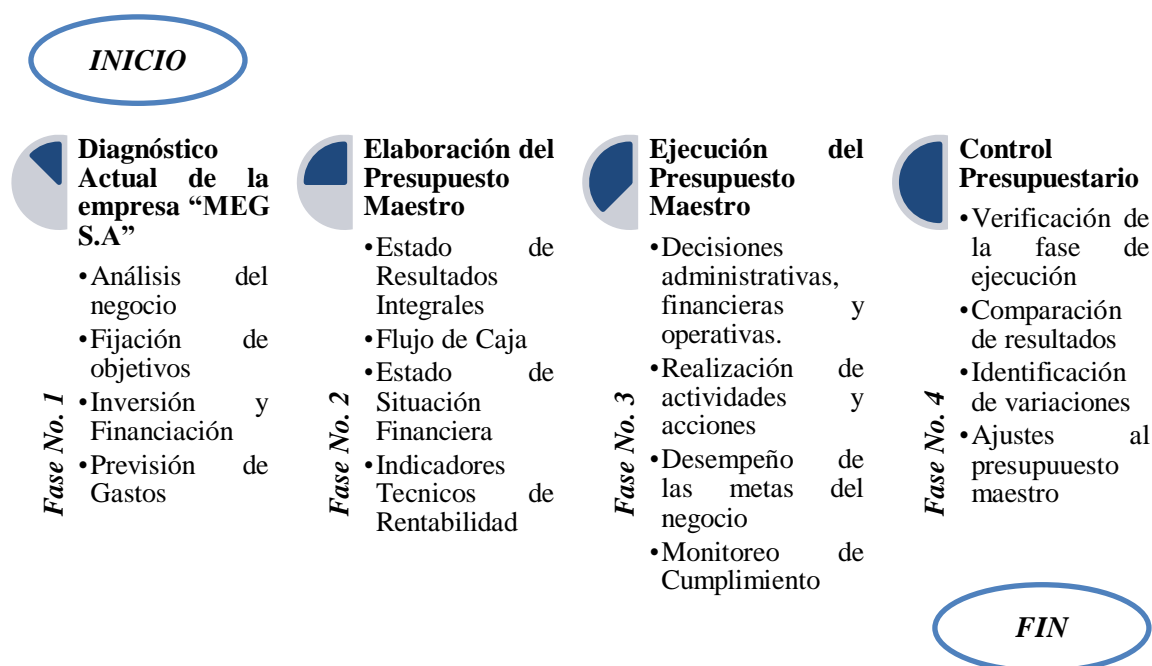 INICIO
Diagnóstico
Actual de la
empresa “MEG
S.A”
•Análisis del
negocio
•Fijación de
objetivos
•Inversión y
Financiación
•Previsión de
Gastos
Fase No. 1
Elaboración del
Presupuesto
Maestro
•Estado de
Resultados
Integrales
•Flujo de Caja
•Estado de
Situación
Financiera
•Indicadores
Tecnicos de
Rentabilidad
Fase No. 2
Ejecución del
Presupuesto
Maestro
•Decisiones
administrativas,
financieras y
operativas.
•Realización de
actividades y
acciones
•Desempeño de
las metas del
negocio
•Monitoreo de
Cumplimiento
Fase No. 3
Control
Presupuestario
•Verificación de
la fase de
ejecución
•Comparación
de resultados
•Identificación
de variaciones
•Ajustes al
presupuuesto
maestro
Fase No. 4
FIN